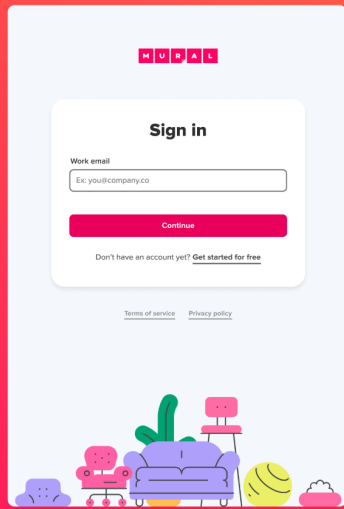 MURAL
Sign in
Work email
Ex: you@company.co
Continue
Don't have an account yet? Get started for free
Terms of service Privacy policy